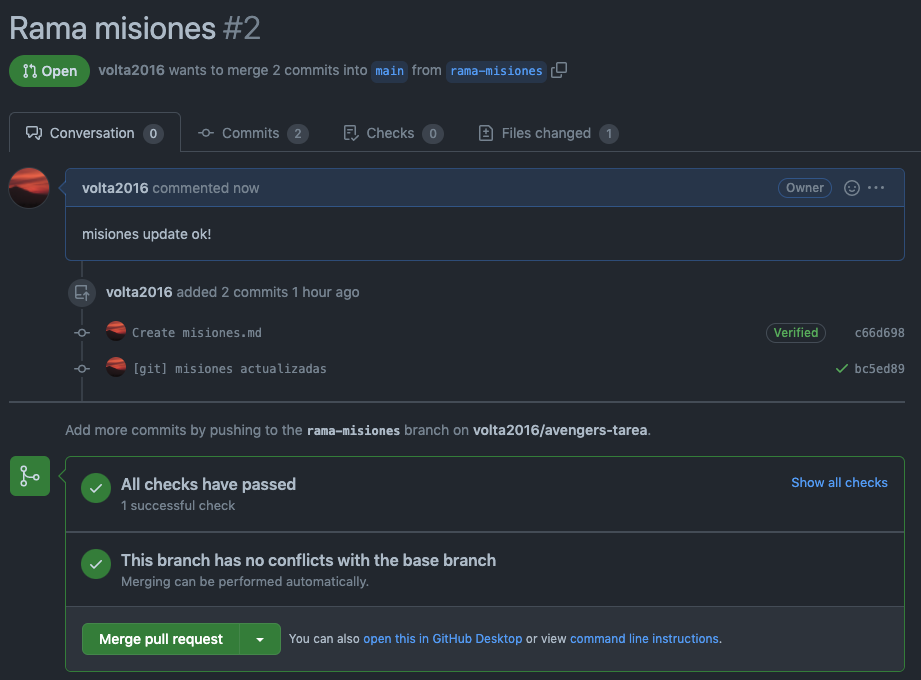 Rama misiones #2
Open volta2016 wants to merge 2 commits into main from rama-misiones
Conversation 0 Commits 2 Checks 0 Files changed 1
volta2016 commented now Owner
misiones update ok!
volta2016 added 2 commits 1 hour ago
Create misiones.md Verified c66d698
[git] misiones actualizadas bc5ed89
Add more commits by pushing to the rama-misiones branch on volta2016/avengers-tarea.
All checks have passed Show all checks
1 successful check
This branch has no conflicts with the base branch
Merging can be performed automatically.
Merge pull request You can also open this in GitHub Desktop or view command line instructions.